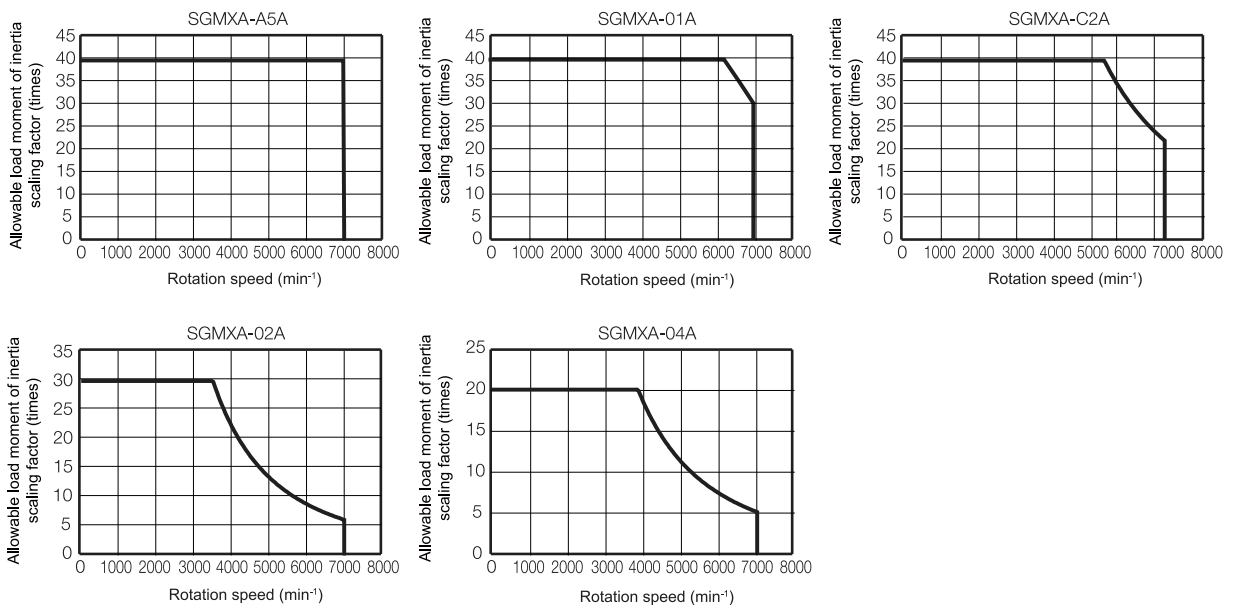 SGMXA-A5A
Allowable load moment of inertia
scaling factor (times)
45
40
35
30
25
20
15
10
5
0
0 1000 2000 3000 4000 5000 6000 7000 8000
Rotation speed (min⁻¹)
SGMXA-01A
Allowable load moment of inertia
scaling factor (times)
45
40
35
30
25
20
15
10
5
0
0 1000 2000 3000 4000 5000 6000 7000 8000
Rotation speed (min⁻¹)
SGMXA-C2A
Allowable load moment of inertia
scaling factor (times)
45
40
35
30
25
20
15
10
5
0
0 1000 2000 3000 4000 5000 6000 7000 8000
Rotation speed (min⁻¹)
SGMXA-02A
Allowable load moment of inertia
scaling factor (times)
35
30
25
20
15
10
5
0
0 1000 2000 3000 4000 5000 6000 7000 8000
Rotation speed (min⁻¹)
SGMXA-04A
Allowable load moment of inertia
scaling factor (times)
25
20
15
10
5
0
0 1000 2000 3000 4000 5000 6000 7000 8000
Rotation speed (min⁻¹)